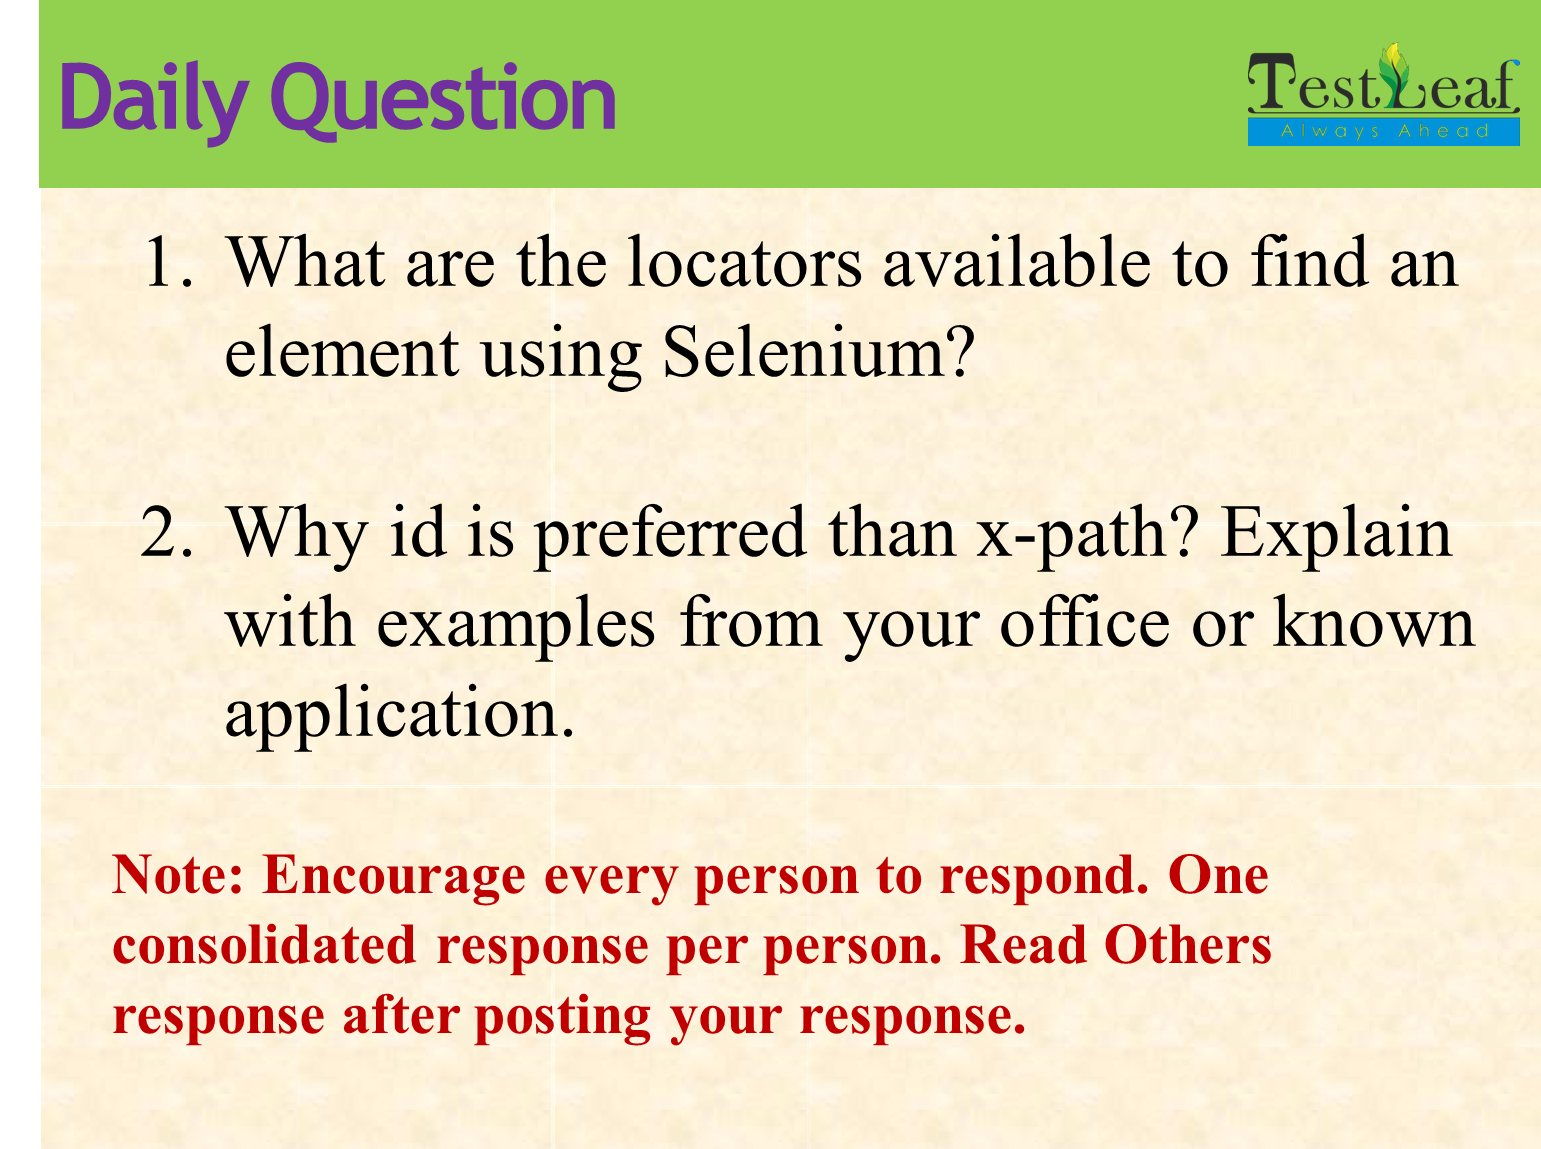 Daily Question
TestLeaf
Always Ahead
1. What are the locators available to find an
element using Selenium?
2. Why id is preferred than x-path? Explain
with examples from your office or known
application.
Note: Encourage every person to respond. One
consolidated response per person. Read Others
response after posting your response.